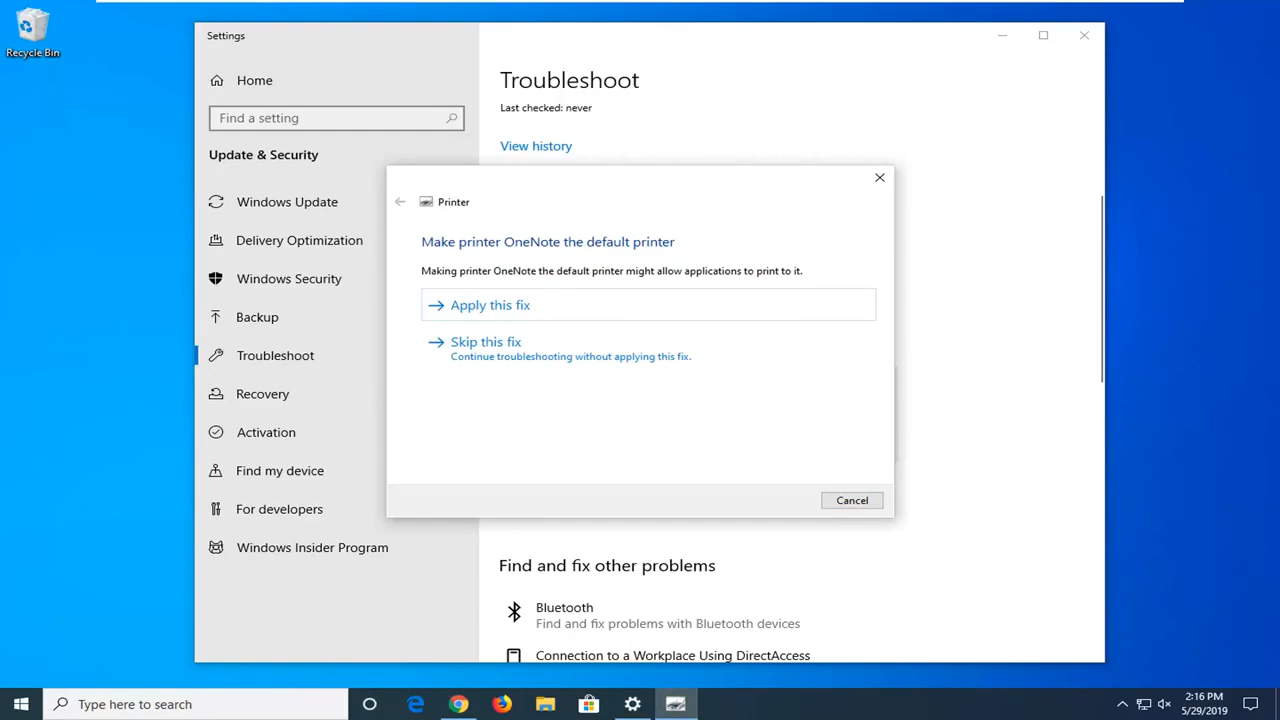 Recycle Bin
Settings
Home
Find a setting
Update & Security
Windows Update
Delivery Optimization
Windows Security
Backup
Troubleshoot
Recovery
Activation
Find my device
For developers
Windows Insider Program
Troubleshoot
Last checked: never
View history
Printer
Make printer OneNote the default printer
Making printer OneNote the default printer might allow applications to print to it.
Apply this fix
Skip this fix
Continue troubleshooting without applying this fix.
Cancel
Find and fix other problems
Bluetooth
Find and fix problems with Bluetooth devices
Connection to a Workplace Using DirectAccess
Type here to search
2:16 PM
5/29/2019